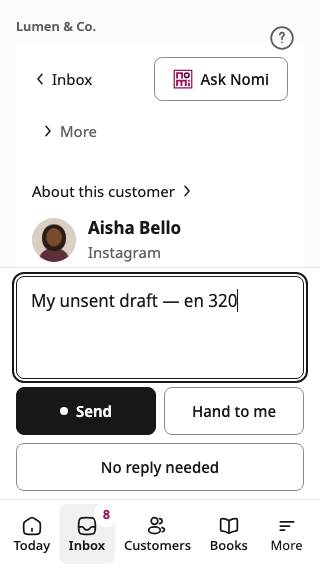 Lumen & Co.
?
Inbox
Ask Nomi
More
About this customer
Aisha Bello
Instagram
My unsent draft — en 320
Send
Hand to me
No reply needed
8
Today
Inbox
Customers
Books
More